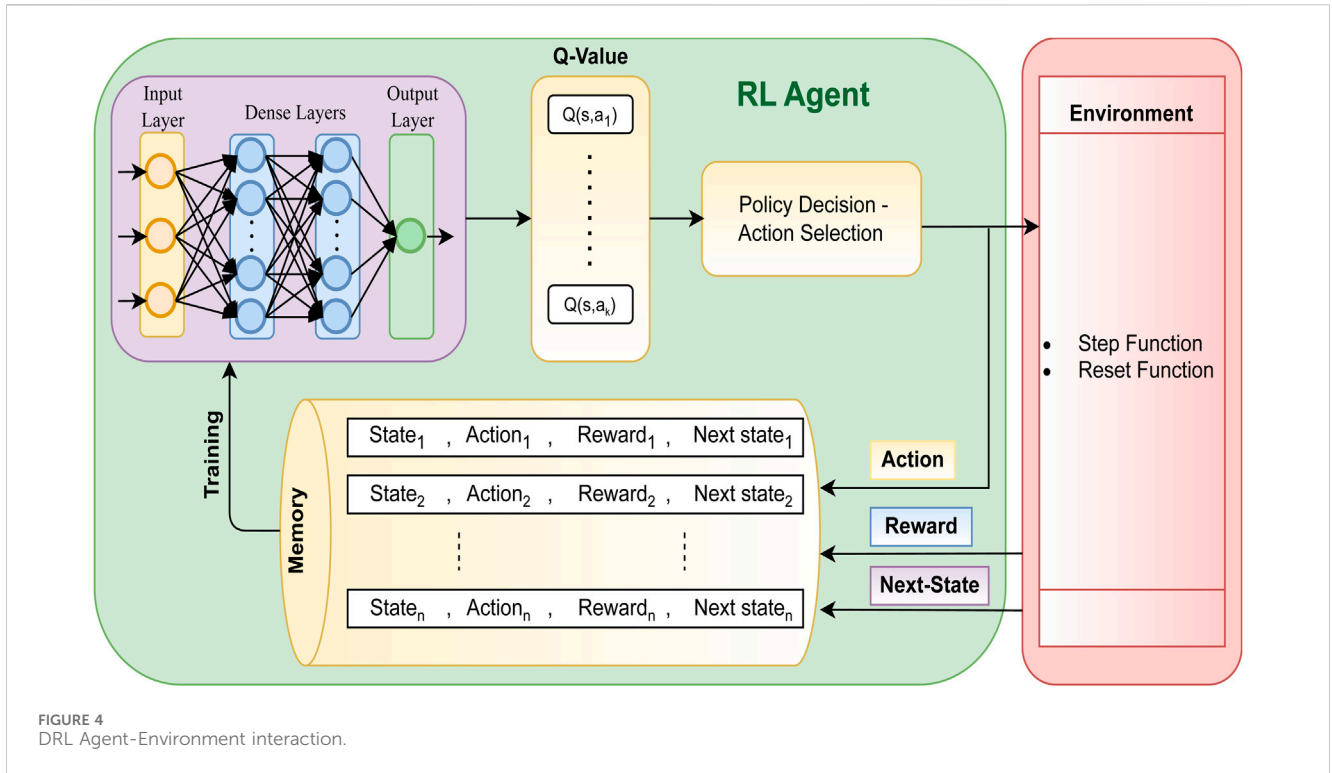 Q-Value
RL Agent
Input
Layer
Dense Layers
Output
Layer
Q(s,a₁)
Q(s,aₖ)
Policy Decision -
Action Selection
Environment
• Step Function
• Reset Function
Training
Memory
State₁ , Action₁ , Reward₁ , Next state₁
State₂ , Action₂ , Reward₂ , Next state₂
Stateₙ , Actionₙ , Rewardₙ , Next stateₙ
Action
Reward
Next-State
FIGURE 4
DRL Agent-Environment interaction.